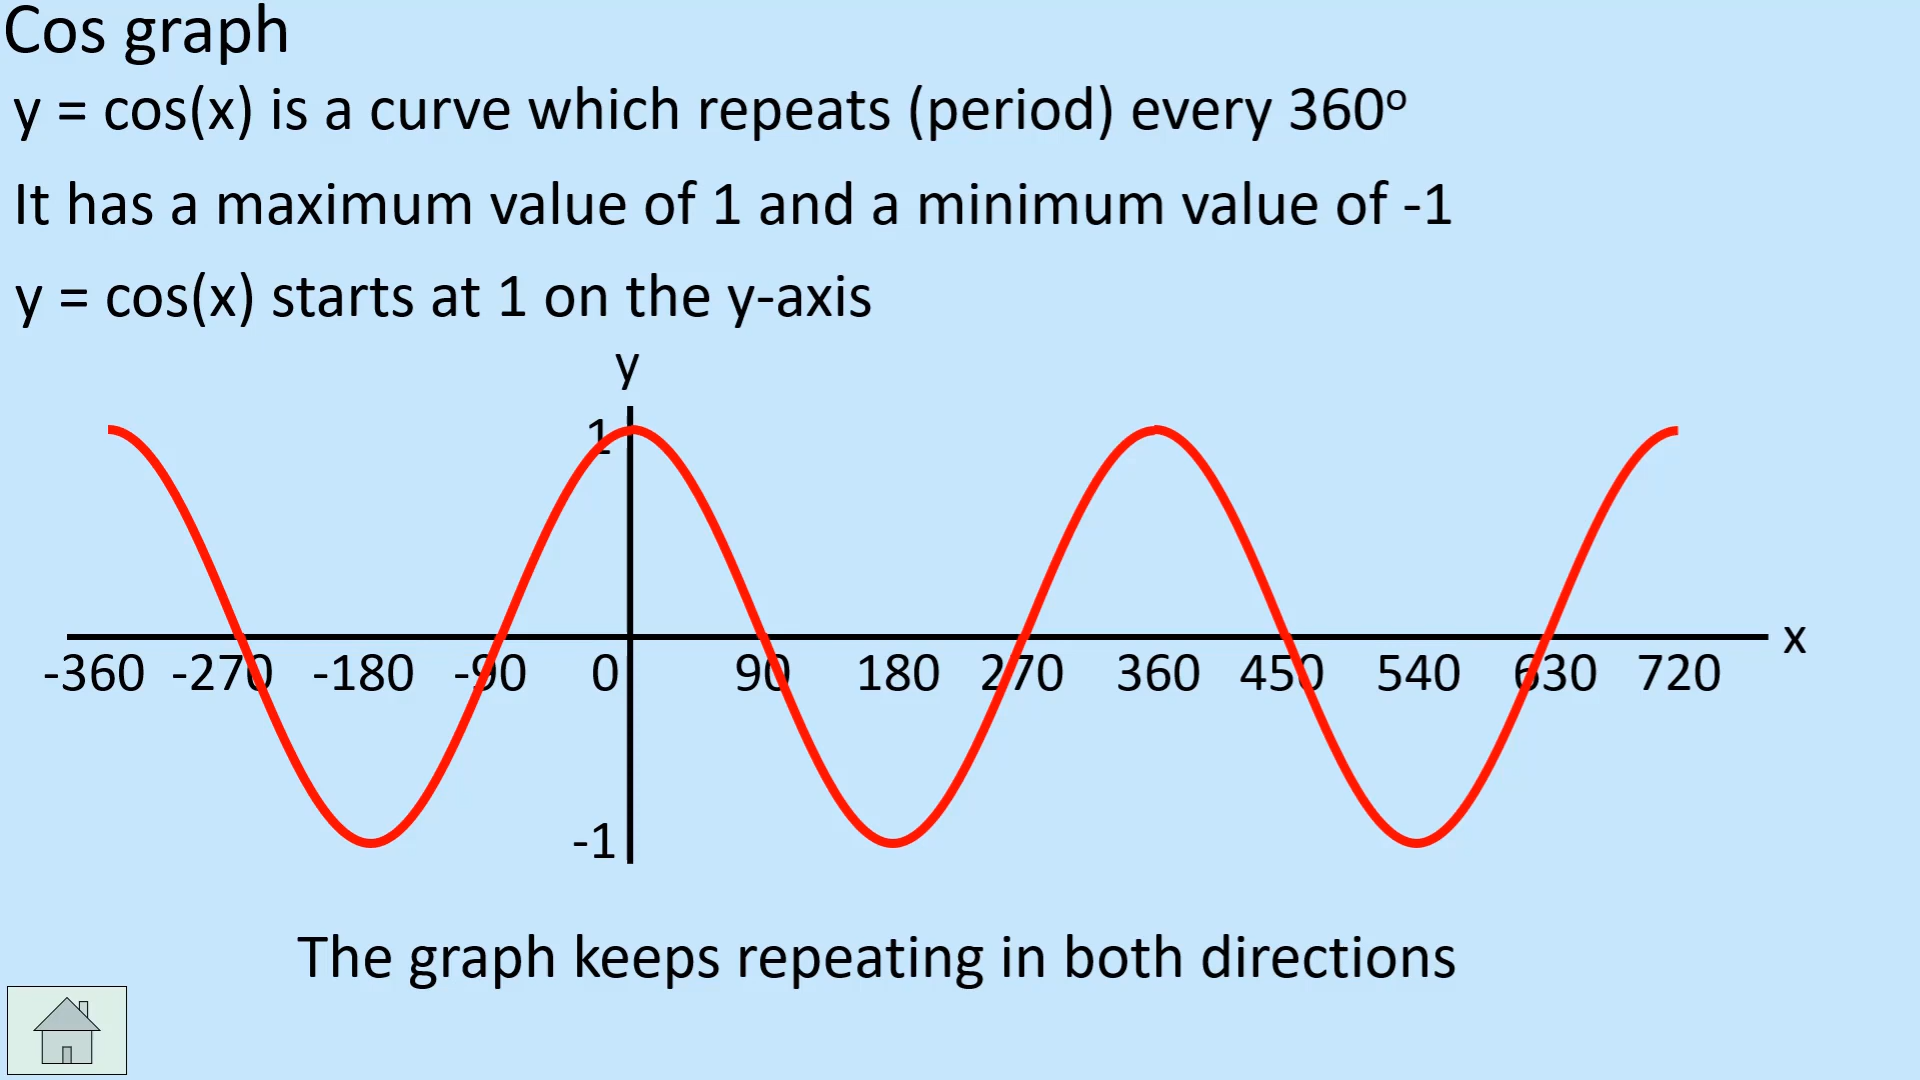 Cos graph
y = cos(x) is a curve which repeats (period) every 360º
It has a maximum value of 1 and a minimum value of -1
y = cos(x) starts at 1 on the y-axis
y
1
x
-360 -270 -180 -90 0 90 180 270 360 450 540 630 720
-1
The graph keeps repeating in both directions